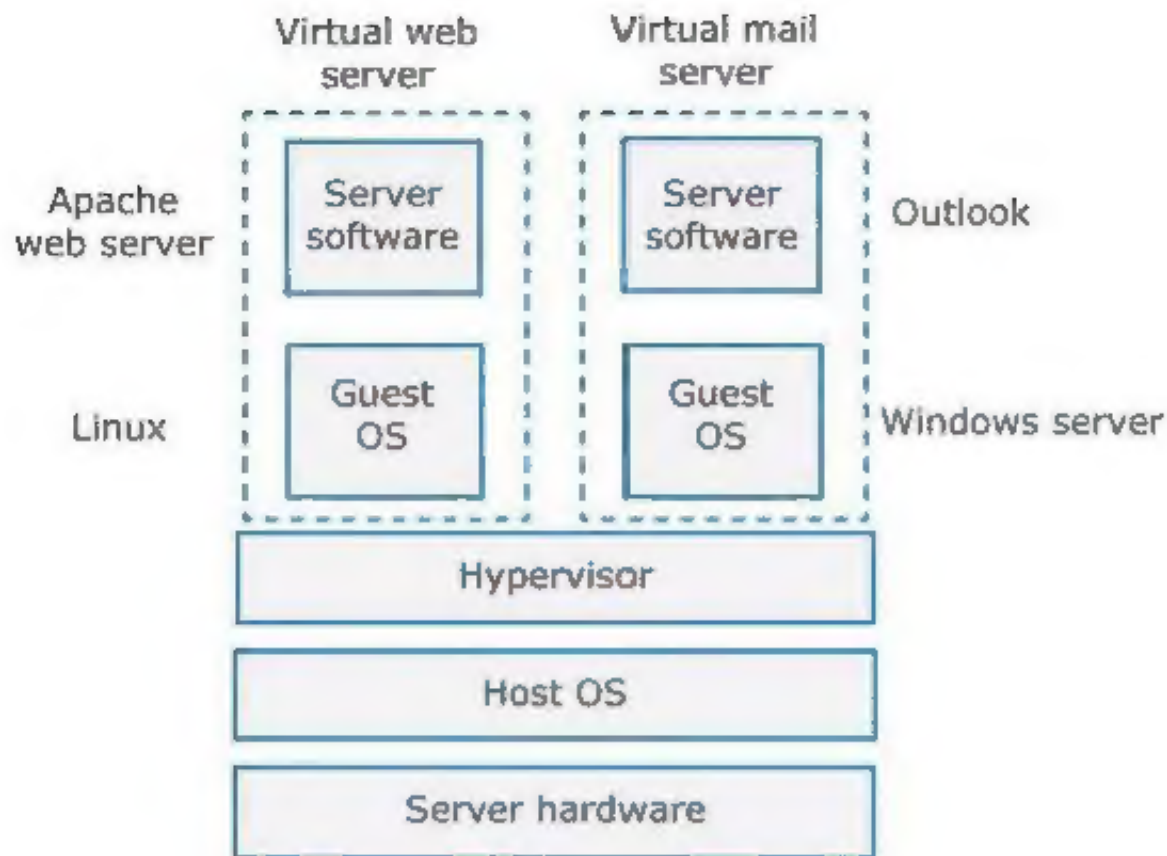 Virtual web
server
Virtual mail
server
Apache
web server
Server
software
Server
software
Outlook
Linux
Guest
OS
Guest
OS
Windows server
Hypervisor
Host OS
Server hardware